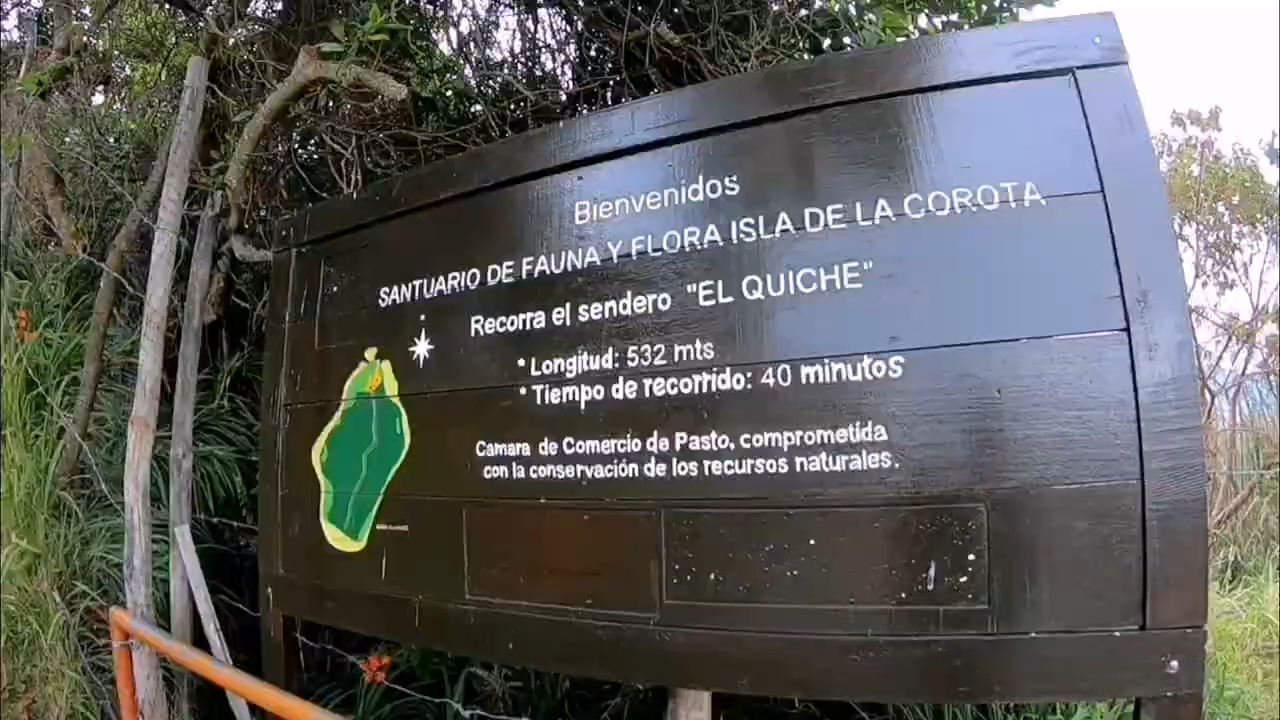 Bienvenidos
SANTUARIO DE FAUNA Y FLORA ISLA DE LA COROTA
Recorra el sendero "EL QUICHE"
* Longitud: 532 mts
* Tiempo de recorrido: 40 minutos
Camara de Comercio de Pasto, comprometida
con la conservación de los recursos naturales.